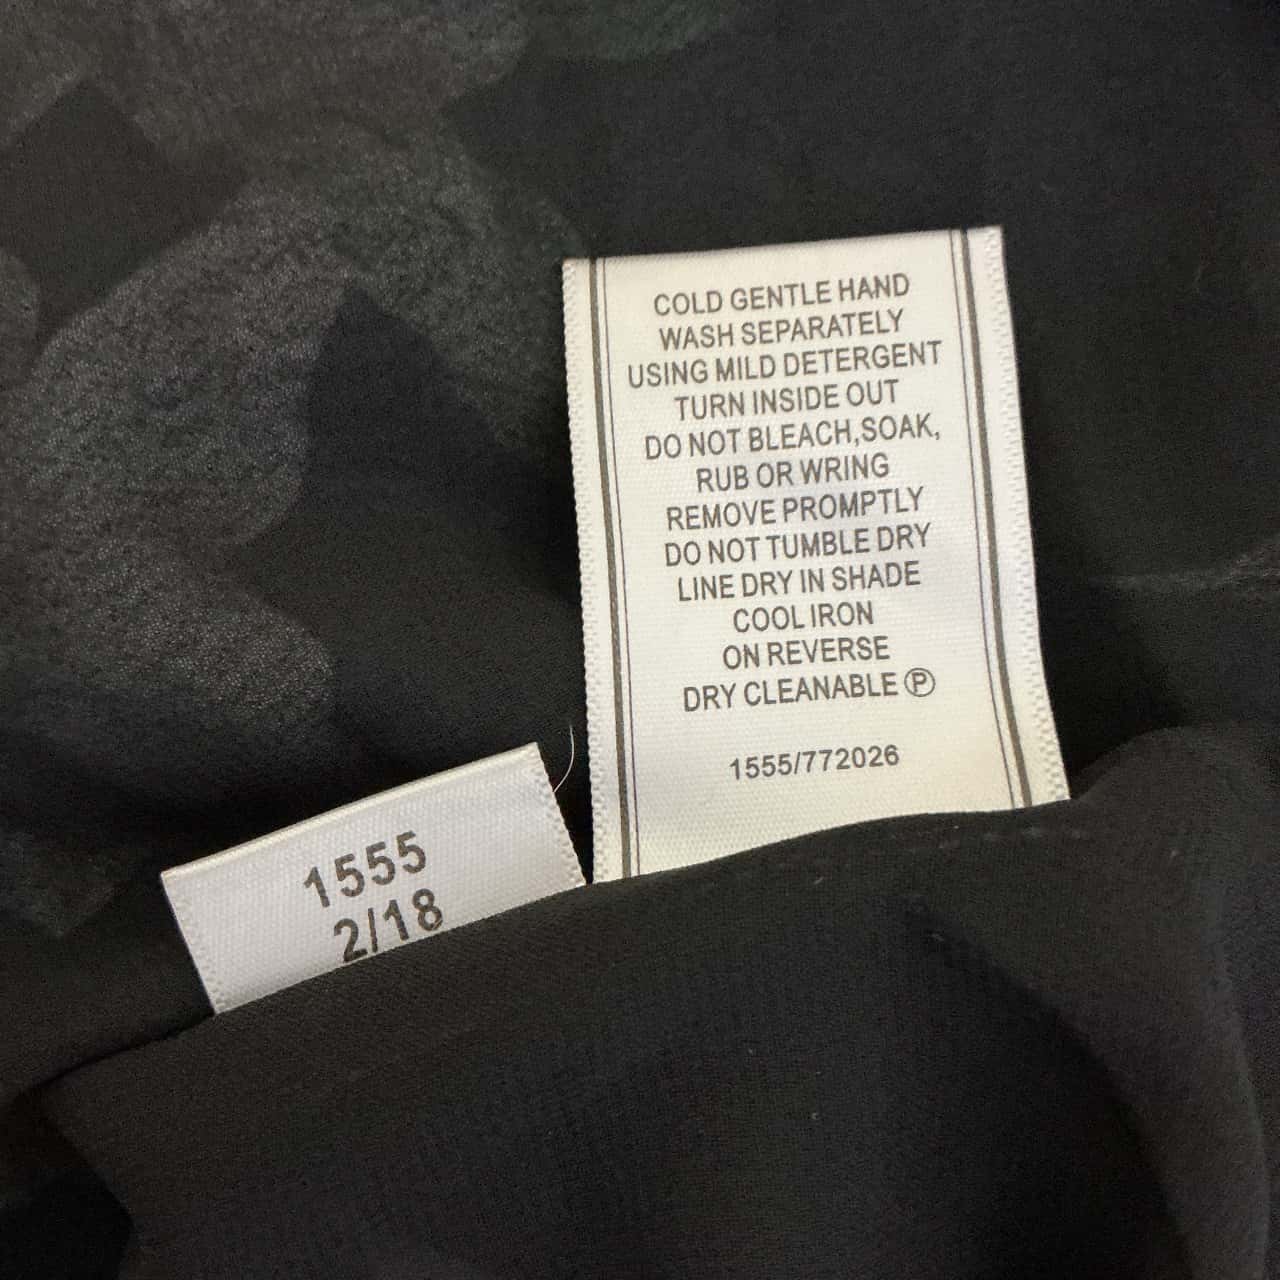 COLD GENTLE HAND
WASH SEPARATELY
USING MILD DETERGENT
TURN INSIDE OUT
DO NOT BLEACH,SOAK,
RUB OR WRING
REMOVE PROMPTLY
DO NOT TUMBLE DRY
LINE DRY IN SHADE
COOL IRON
ON REVERSE
DRY CLEANABLE Ⓟ
1555/772026
1555
2/18